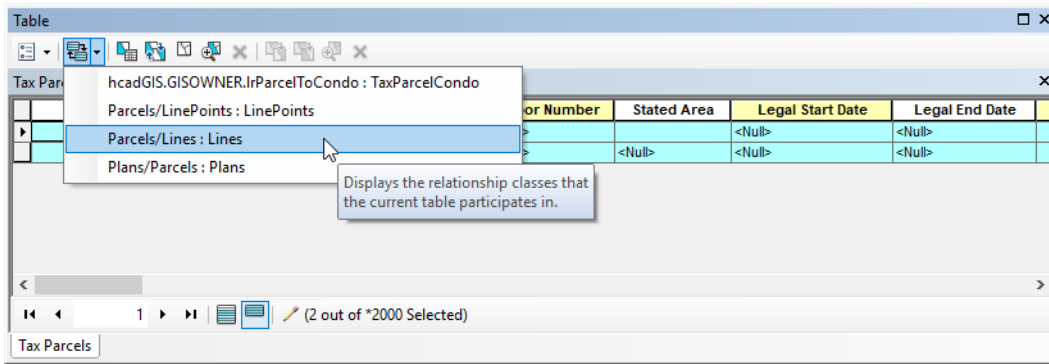 Table
Tax Par
hcadGIS.GISOWNER.lrParcelToCondo : TaxParcelCondo
Parcels/LinePoints : LinePoints
Parcels/Lines : Lines
Plans/Parcels : Plans
or Number Stated Area Legal Start Date Legal End Date
<Null> <Null>
<Null> <Null> <Null>
Displays the relationship classes that
the current table participates in.
1 (2 out of *2000 Selected)
Tax Parcels